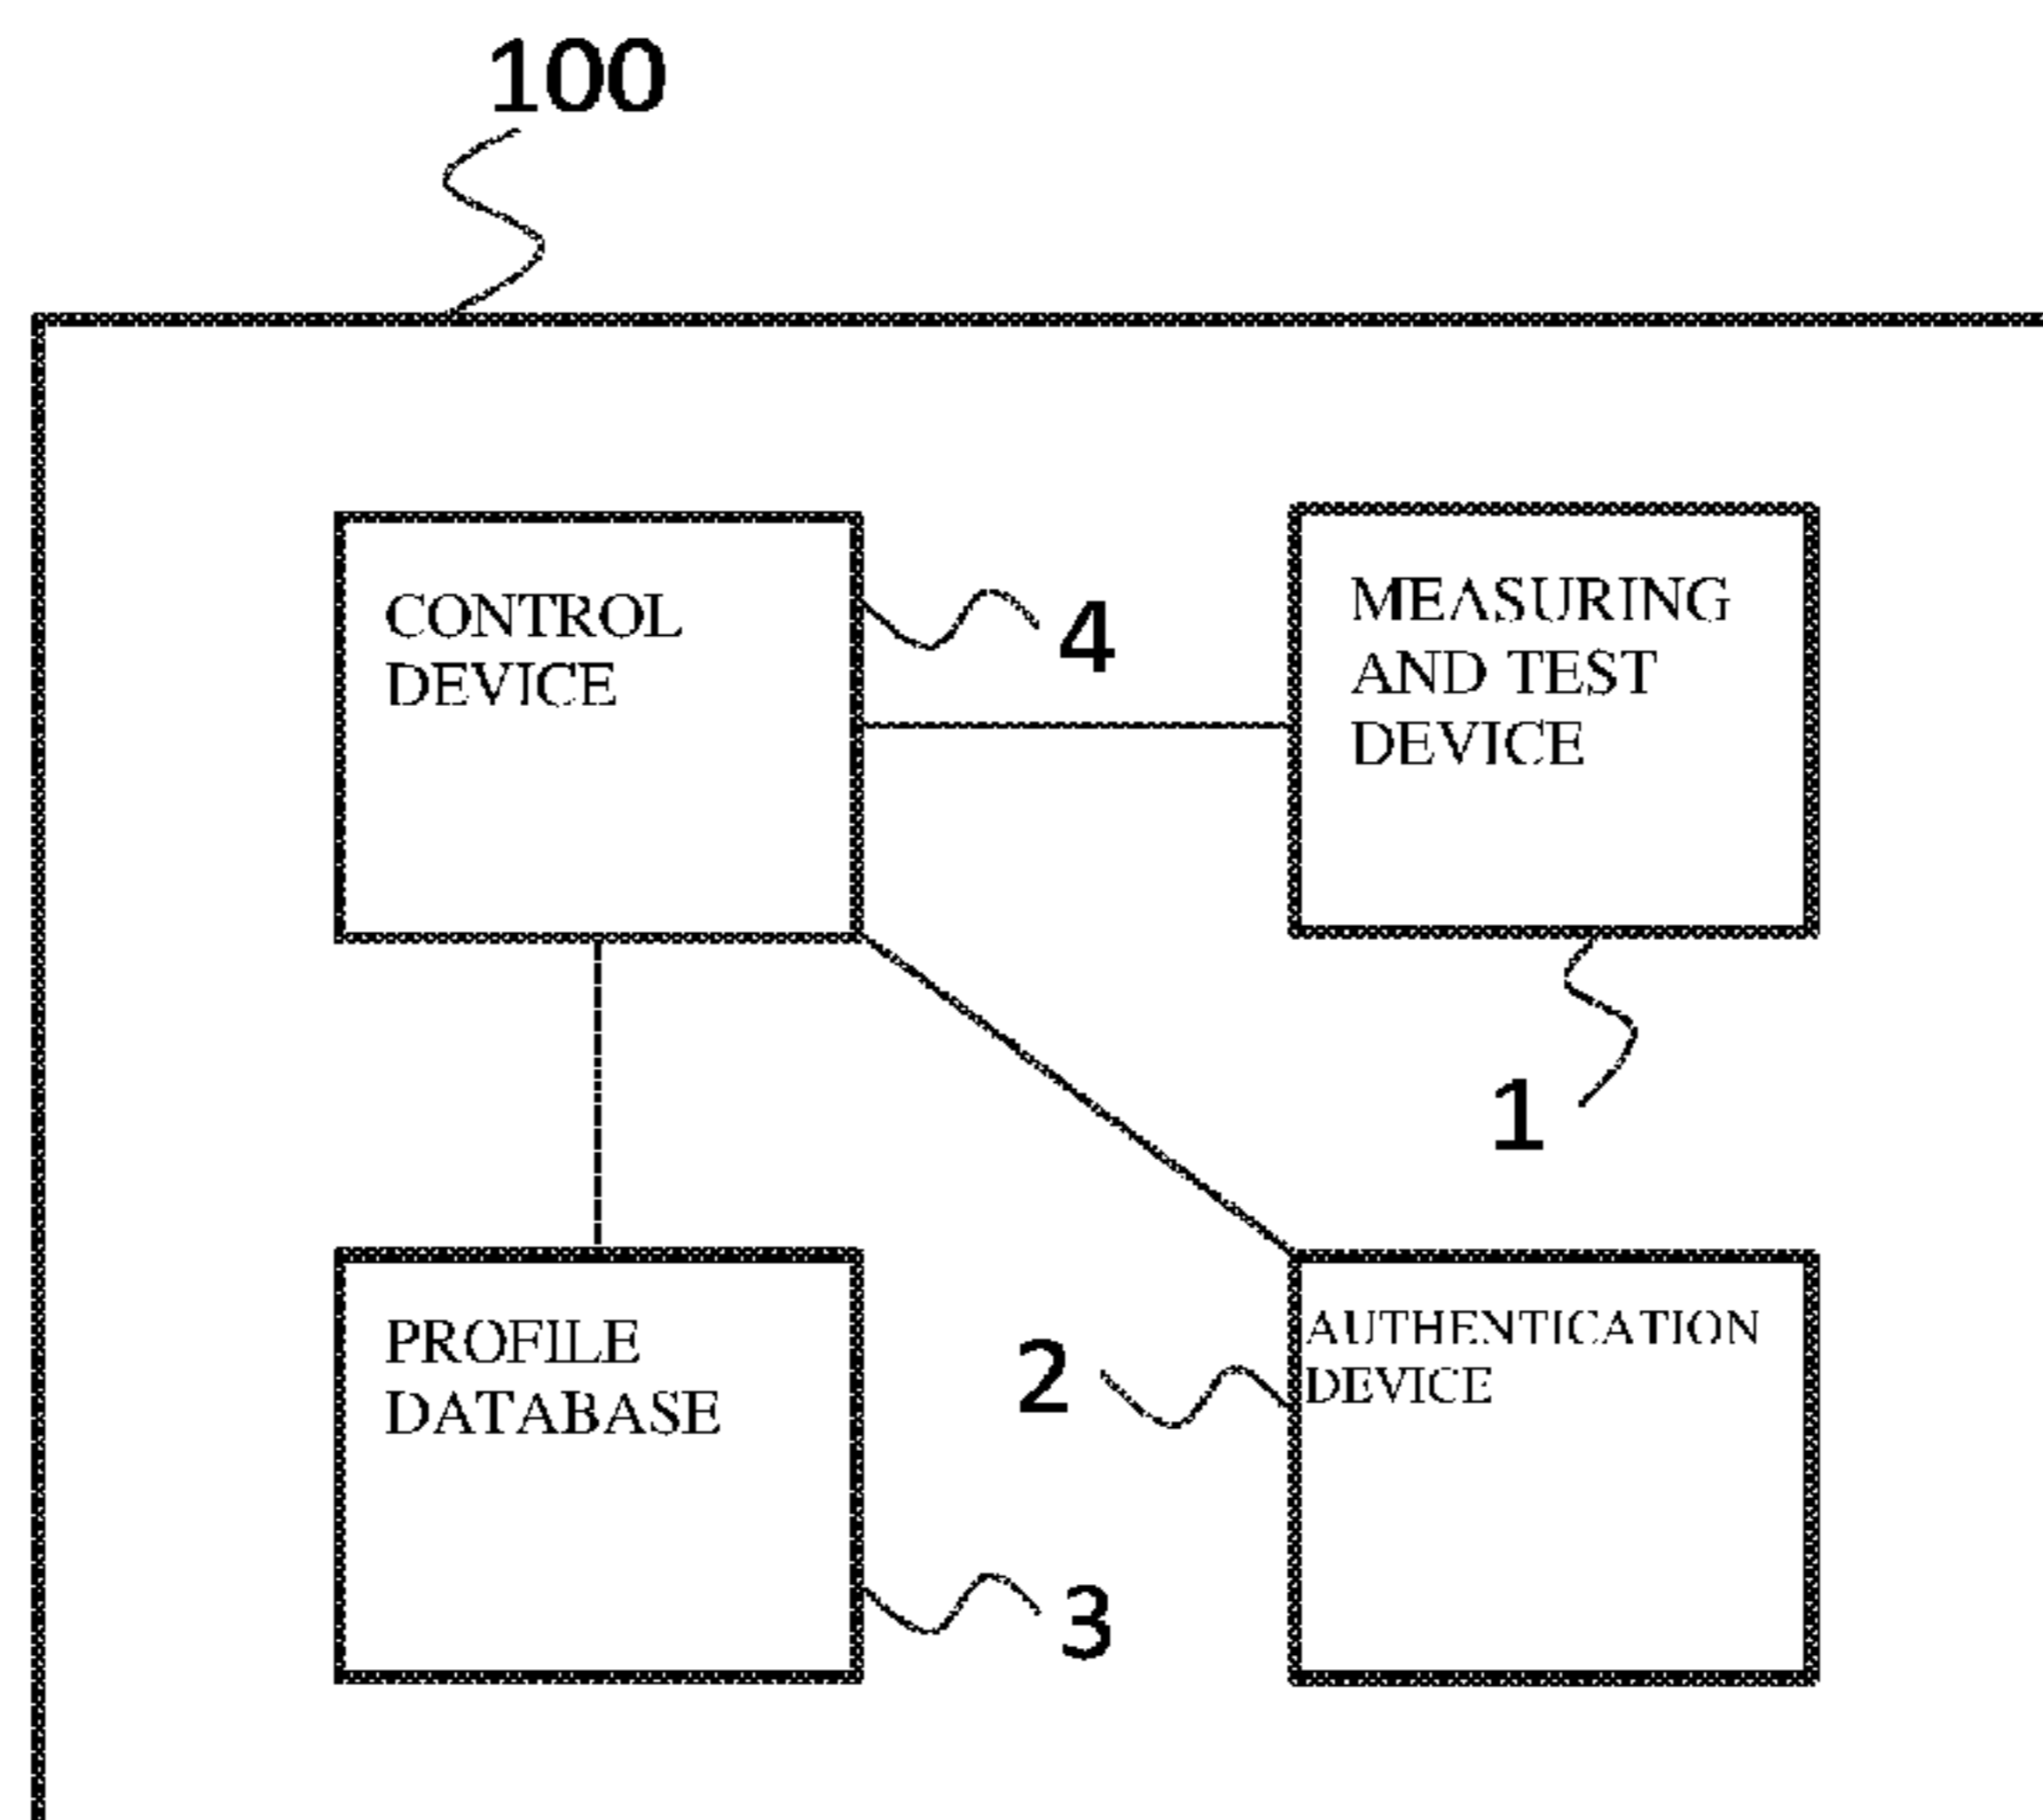 100
CONTROL
DEVICE
4
MEASURING
AND TEST
DEVICE
1
PROFILE
DATABASE
3
2
AUTHENTICATION
DEVICE